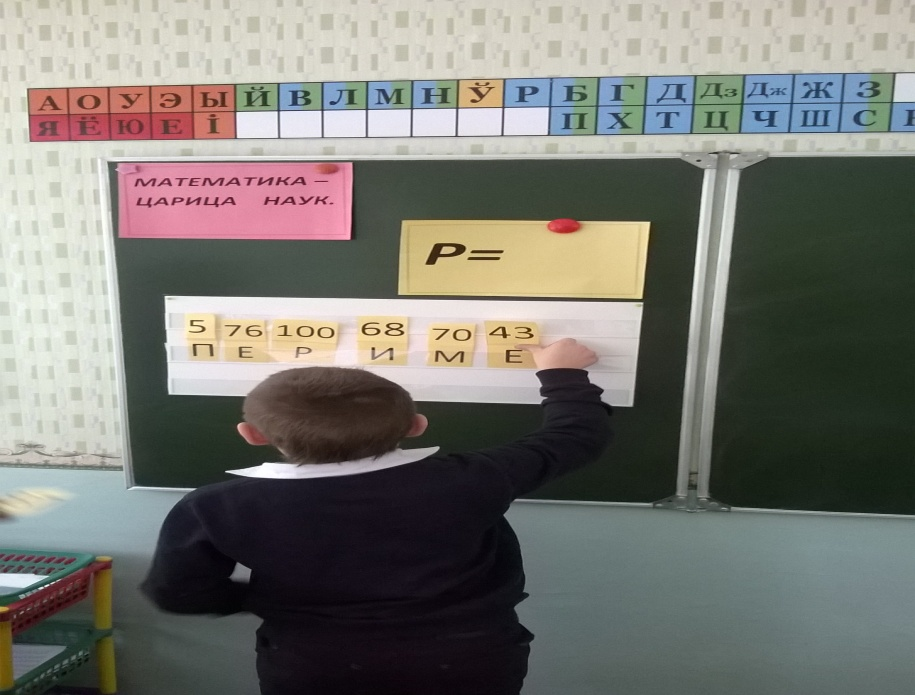 А О У Э Ы Й В Л М Н Ў Р Б Г Д Дз Дж Ж З
Я Ё Ю Е І П Х Т Ц Ч Ш С
МАТЕМАТИКА –
ЦАРИЦА НАУК.
P=
5 76 100 68 70 43
П Е Р И М Е